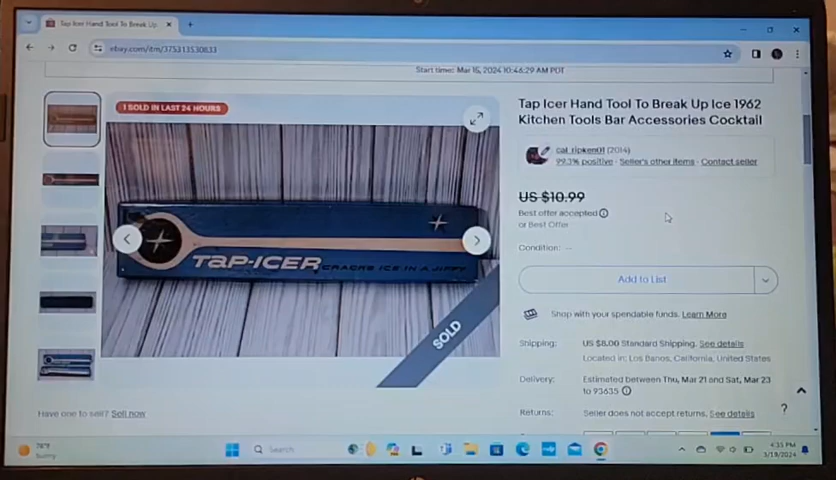 Tap Icer Hand Tool To Break Up
ebay.com/itm/375313530833
Start time: Mar 15, 2024 10:46:29 AM PDT
1 SOLD IN LAST 24 HOURS
TAP-ICER CRACKS ICE IN A JIFFY
SOLD
Have one to sell? Sell now
Tap Icer Hand Tool To Break Up Ice 1962
Kitchen Tools Bar Accessories Cocktail
cal_ripken01 (2014)
99.3% positive · Seller's other items · Contact seller
US $10.99
Best offer accepted
or Best Offer
Condition: --
Add to List
Shop with your spendable funds. Learn More
Shipping: US $8.00 Standard Shipping. See details
Located in: Los Banos, California, United States
Delivery: Estimated between Thu, Mar 21 and Sat, Mar 23
to 93635
Returns: Seller does not accept returns. See details
?
78°F
Sunny
Search
4:35 PM
3/18/2024